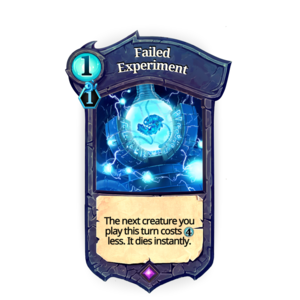 1
Failed
Experiment
1
The next creature you
play this turn costs 4
less. It dies instantly.